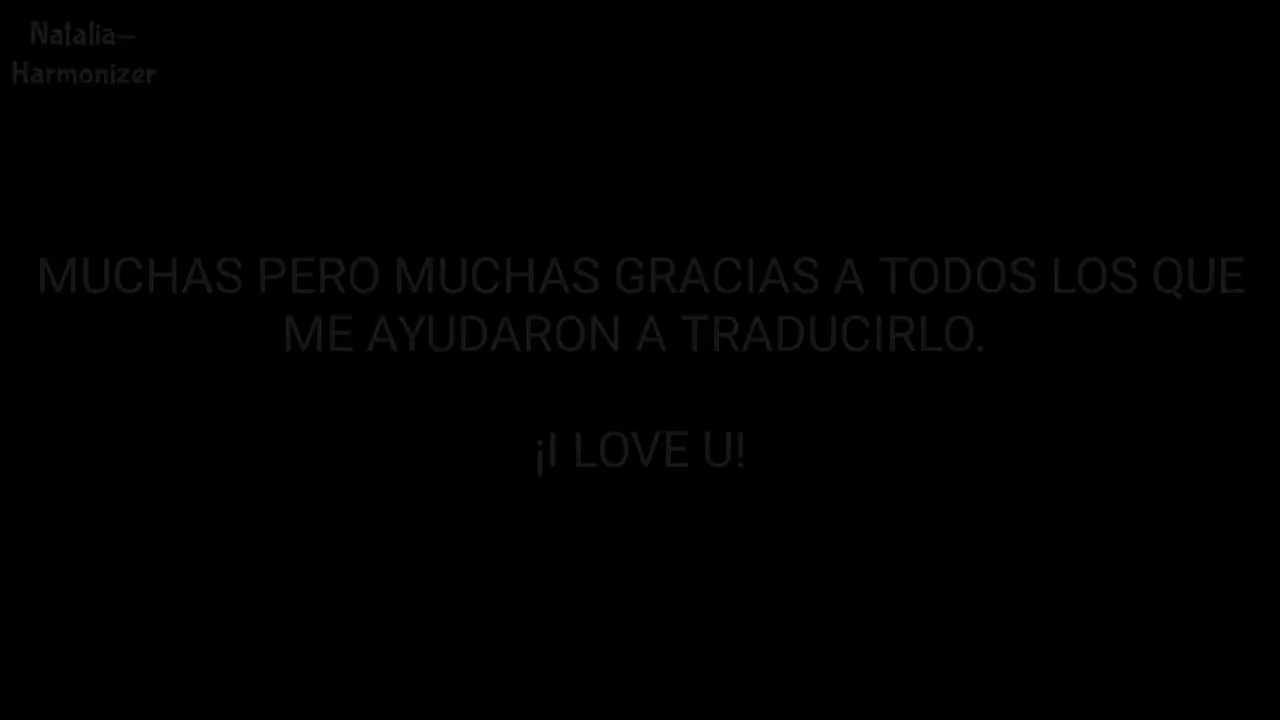 Natalia–
Harmonizer
MUCHAS PERO MUCHAS GRACIAS A TODOS LOS QUE
ME AYUDARON A TRADUCIRLO.
¡I LOVE U!